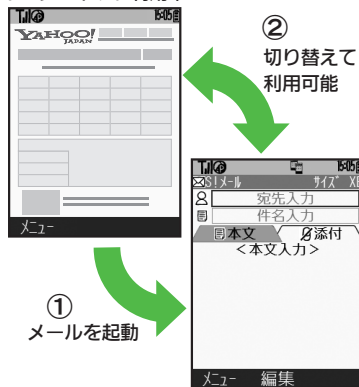 YAHOO!
JAPAN
メニュー
②
切り替えて
利用可能
①
メールを起動
S!メール サイズ
宛先入力
件名入力
本文 添付
<本文入力>
メニュー 編集